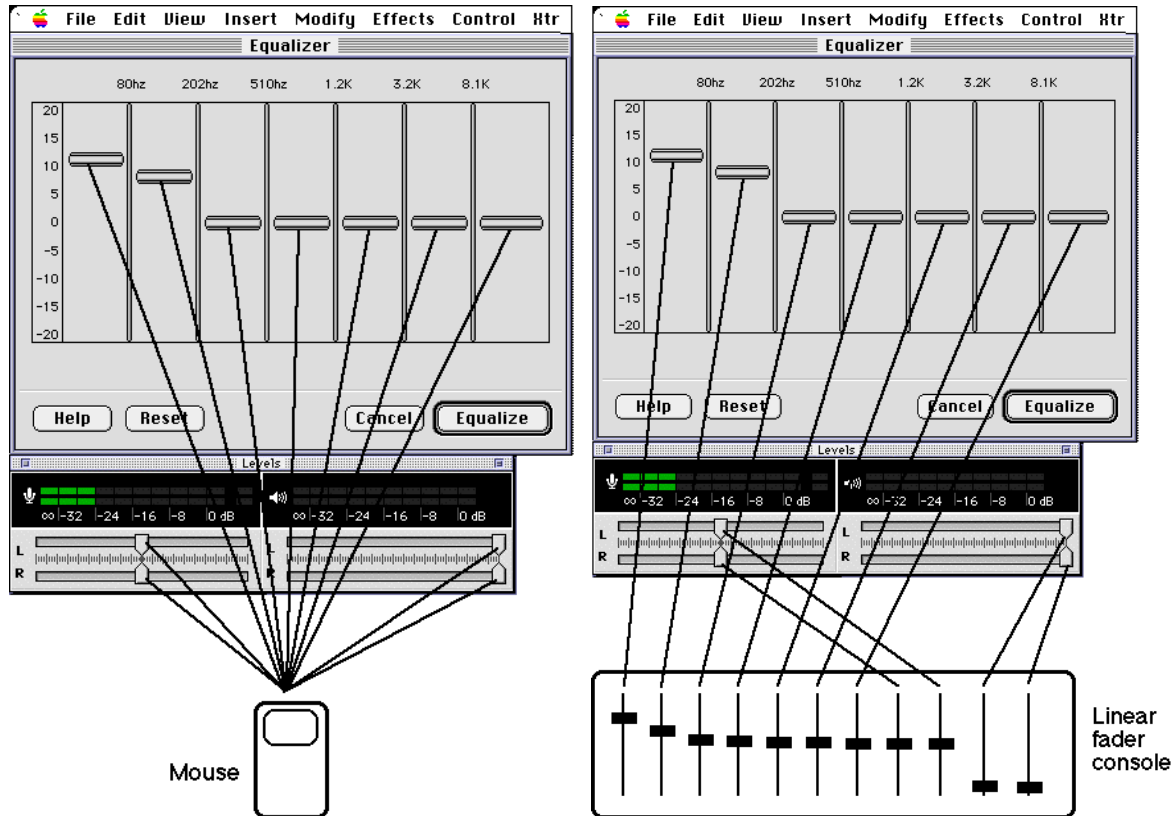 File Edit View Insert Modify Effects Control Xtr
Equalizer
80hz 202hz 510hz 1.2K 3.2K 8.1K
20
15
10
5
0
-5
-10
-15
-20
Help Reset Cancel Equalize
Levels
∞ -32 -24 -16 -8 0 dB ∞ -32 -24 -16 -8 0 dB
L L
R R
Mouse
File Edit View Insert Modify Effects Control Xtr
Equalizer
80hz 202hz 510hz 1.2K 3.2K 8.1K
20
15
10
5
0
-5
-10
-15
-20
Help Reset Cancel Equalize
Levels
∞ -32 -24 -16 -8 0 dB ∞ -32 -24 -16 -8 0 dB
L
R
Linear
fader
console